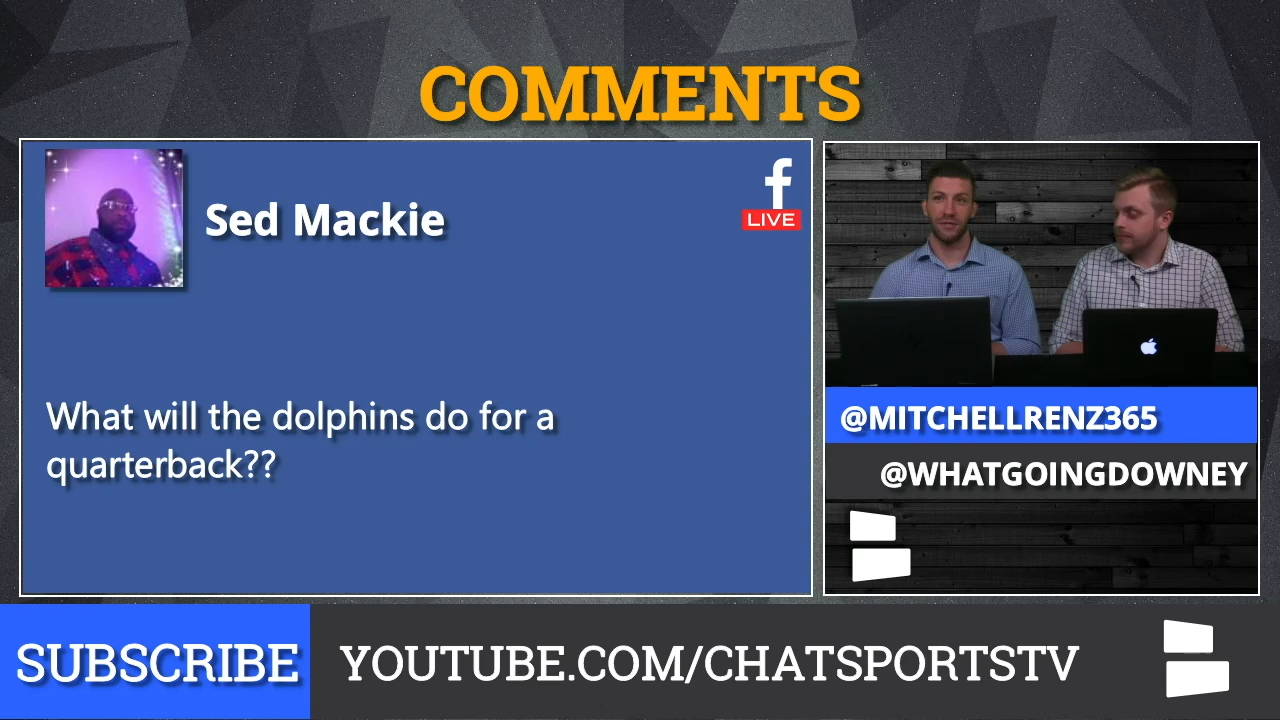 COMMENTS
Sed Mackie
LIVE
What will the dolphins do for a
quarterback??
@MITCHELLRENZ365
@WHATGOINGDOWNEY
SUBSCRIBE
YOUTUBE.COM/CHATSPORTSTV